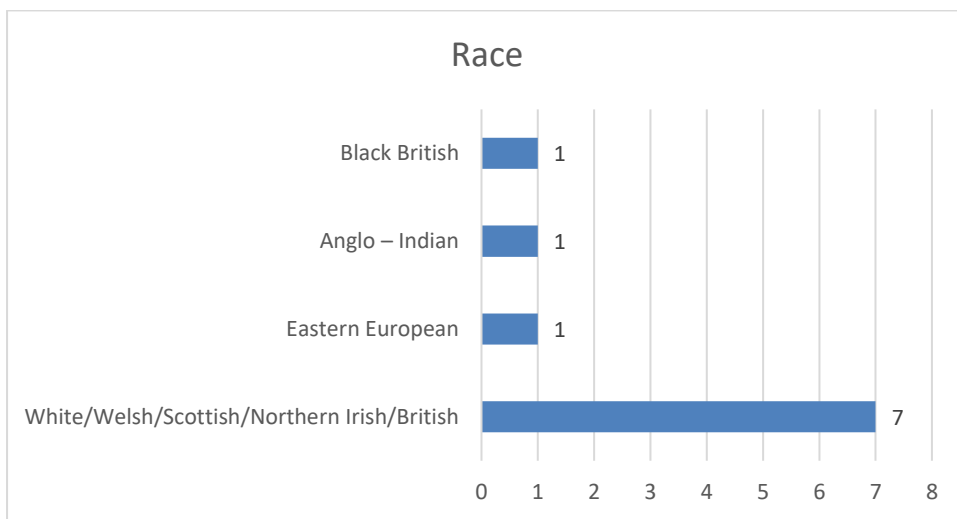 Race
Black British 1
Anglo – Indian 1
Eastern European 1
White/Welsh/Scottish/Northern Irish/British 7
0 1 2 3 4 5 6 7 8